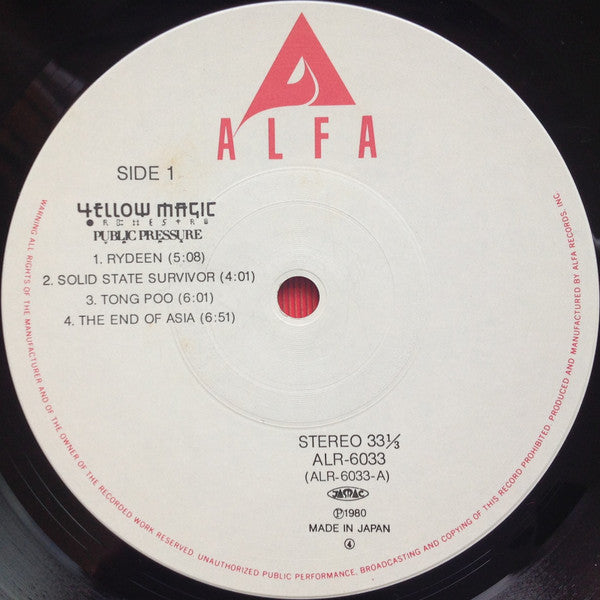 ALFA
SIDE 1
YELLOW MAGIC
ORCHESTRA
PUBLIC PRESSURE
1. RYDEEN (5:08)
2. SOLID STATE SURVIVOR (4:01)
3. TONG POO (6:01)
4. THE END OF ASIA (6:51)
STEREO 33⅓
ALR-6033
(ALR-6033-A)
JASRAC
Ⓟ1980
MADE IN JAPAN
④
WARNING ALL RIGHTS OF THE MANUFACTURER AND OF THE OWNER OF THE RECORDED WORK RESERVED. UNAUTHORIZED PUBLIC PERFORMANCE, BROADCASTING AND COPYING OF THIS RECORD PROHIBITED. PRODUCED AND MANUFACTURED BY ALFA RECORDS, INC.